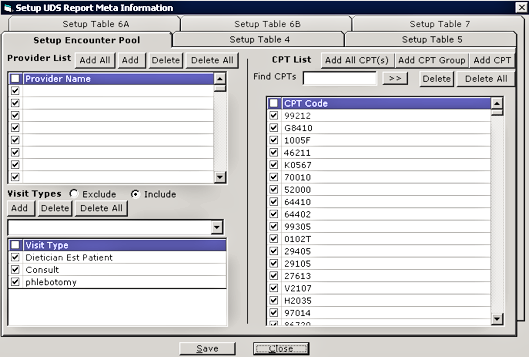 Setup UDS Report Meta Information
Setup Table 6A
Setup Table 6B
Setup Table 7
Setup Encounter Pool
Setup Table 4
Setup Table 5
Provider List
Add All
Add
Delete
Delete All
Provider Name
Visit Types
Exclude
Include
Add
Delete
Delete All
Visit Type
Dietician Est Patient
Consult
phlebotomy
CPT List
Add All CPT(s)
Add CPT Group
Add CPT
Find CPTs
>>
Delete
Delete All
CPT Code
99212
G8410
1005F
46211
K0567
70010
52000
64410
64402
99305
0102T
29405
29105
27613
V2107
H2035
97014
86720
Save
Close